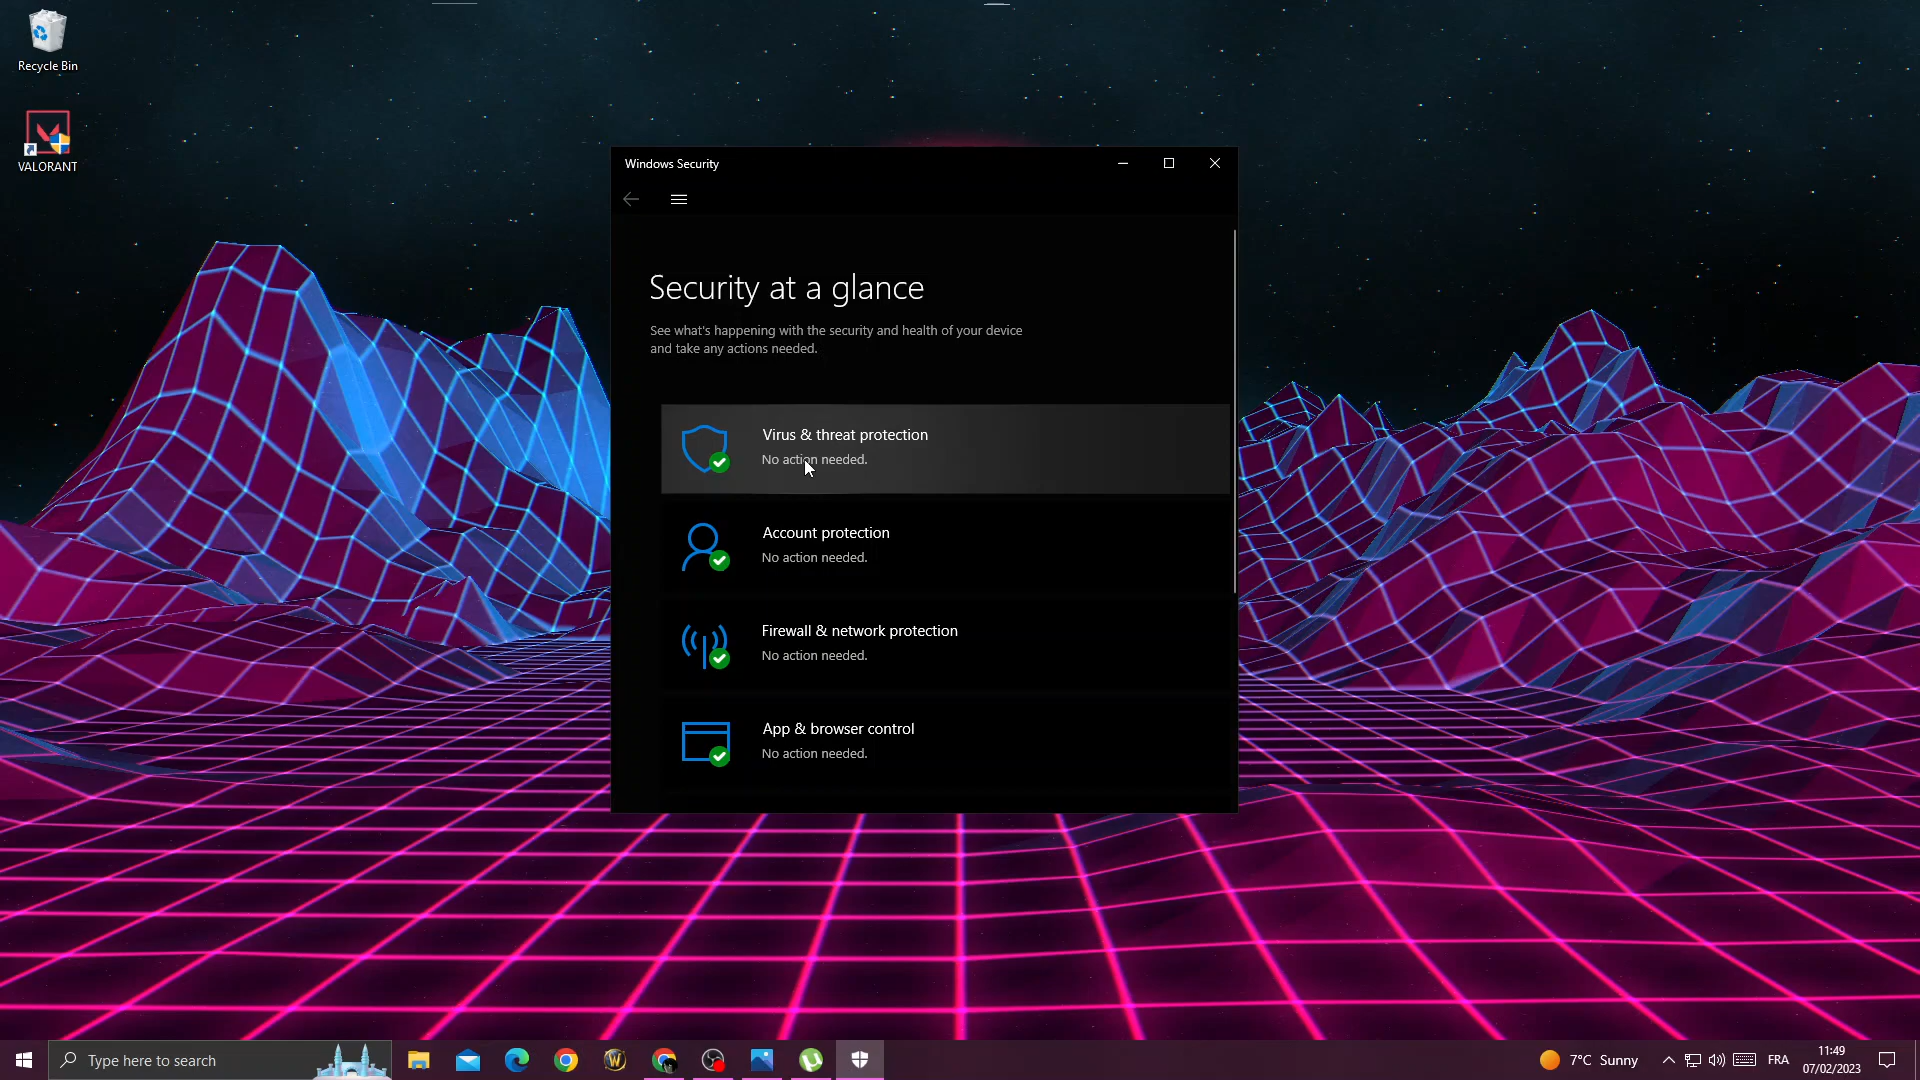 Recycle Bin
VALORANT
Windows Security
Security at a glance
See what's happening with the security and health of your device
and take any actions needed.
Virus & threat protection
No action needed.
Account protection
No action needed.
Firewall & network protection
No action needed.
App & browser control
No action needed.
Type here to search
7°C Sunny
FRA
11:49
07/02/2023